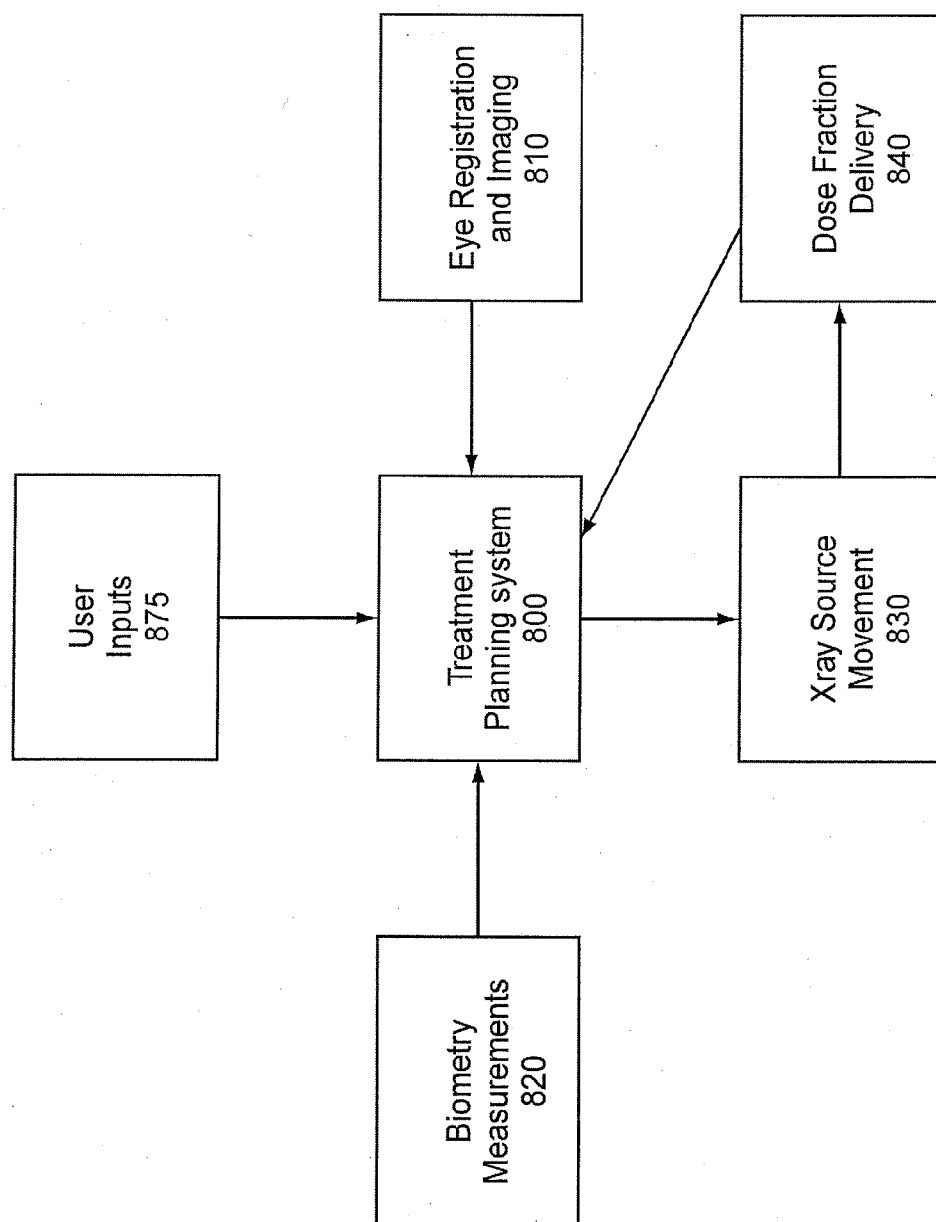 User
Inputs
875
Biometry
Measurements
820
Treatment
Planning system
800
Eye Registration
and Imaging
810
Xray Source
Movement
830
Dose Fraction
Delivery
840